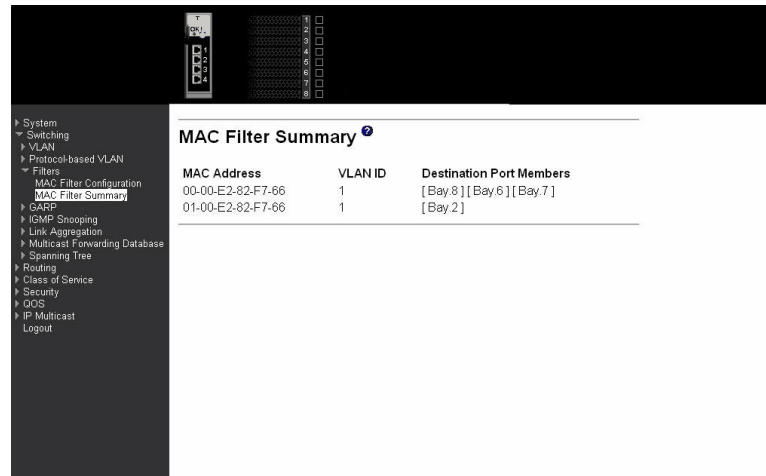 T
OK!
1
2
3
4
1
2
3
4
5
6
7
8
System
Switching
VLAN
Protocol-based VLAN
Filters
MAC Filter Configuration
MAC Filter Summary
GARP
IGMP Snooping
Link Aggregation
Multicast Forwarding Database
Spanning Tree
Routing
Class of Service
Security
QOS
IP Multicast
Logout
MAC Filter Summary ?
MAC Address VLAN ID Destination Port Members
00-00-E2-82-F7-66 1 [ Bay.8 ] [ Bay.6 ] [ Bay.7 ]
01-00-E2-82-F7-66 1 [ Bay.2 ]